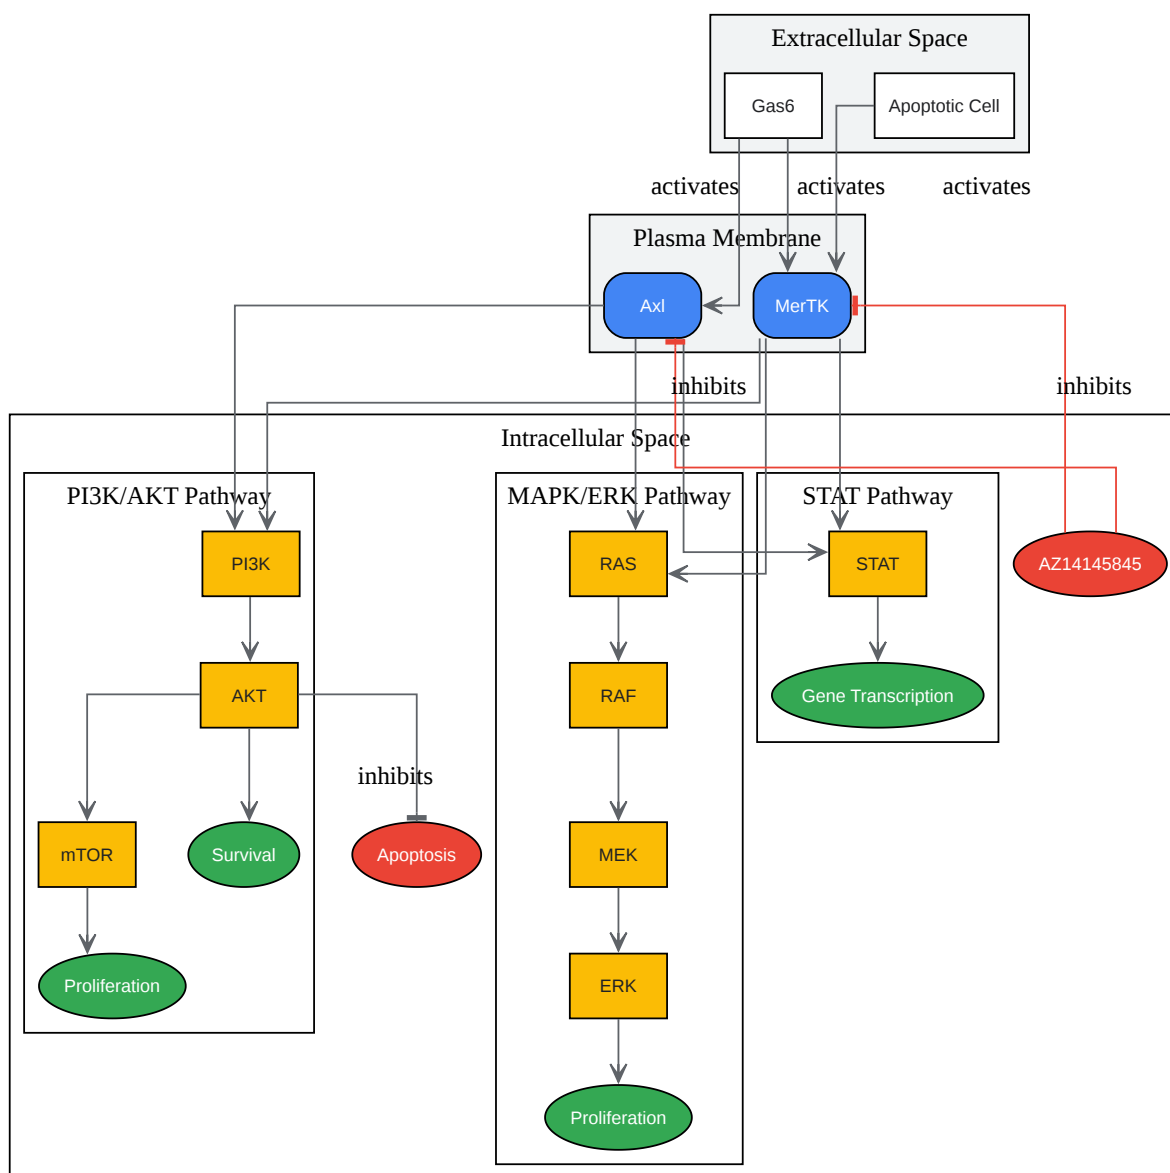 Extracellular Space
Gas6
Apoptotic Cell
activates
activates
activates
Plasma Membrane
Axl
MerTK
inhibits
inhibits
Intracellular Space
PI3K/AKT Pathway
MAPK/ERK Pathway
STAT Pathway
PI3K
RAS
STAT
AZ14145845
AKT
RAF
Gene Transcription
inhibits
mTOR
Survival
Apoptosis
MEK
Proliferation
ERK
Proliferation